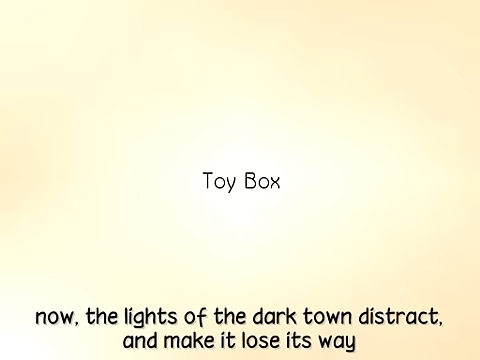 Toy Box
now, the lights of the dark town distract,
and make it lose its way